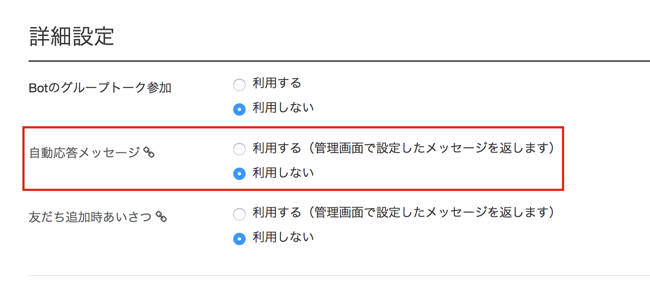 詳細設定
Botのグループトーク参加
利用する
利用しない
自動応答メッセージ
利用する（管理画面で設定したメッセージを返します）
利用しない
友だち追加時あいさつ
利用する（管理画面で設定したメッセージを返します）
利用しない